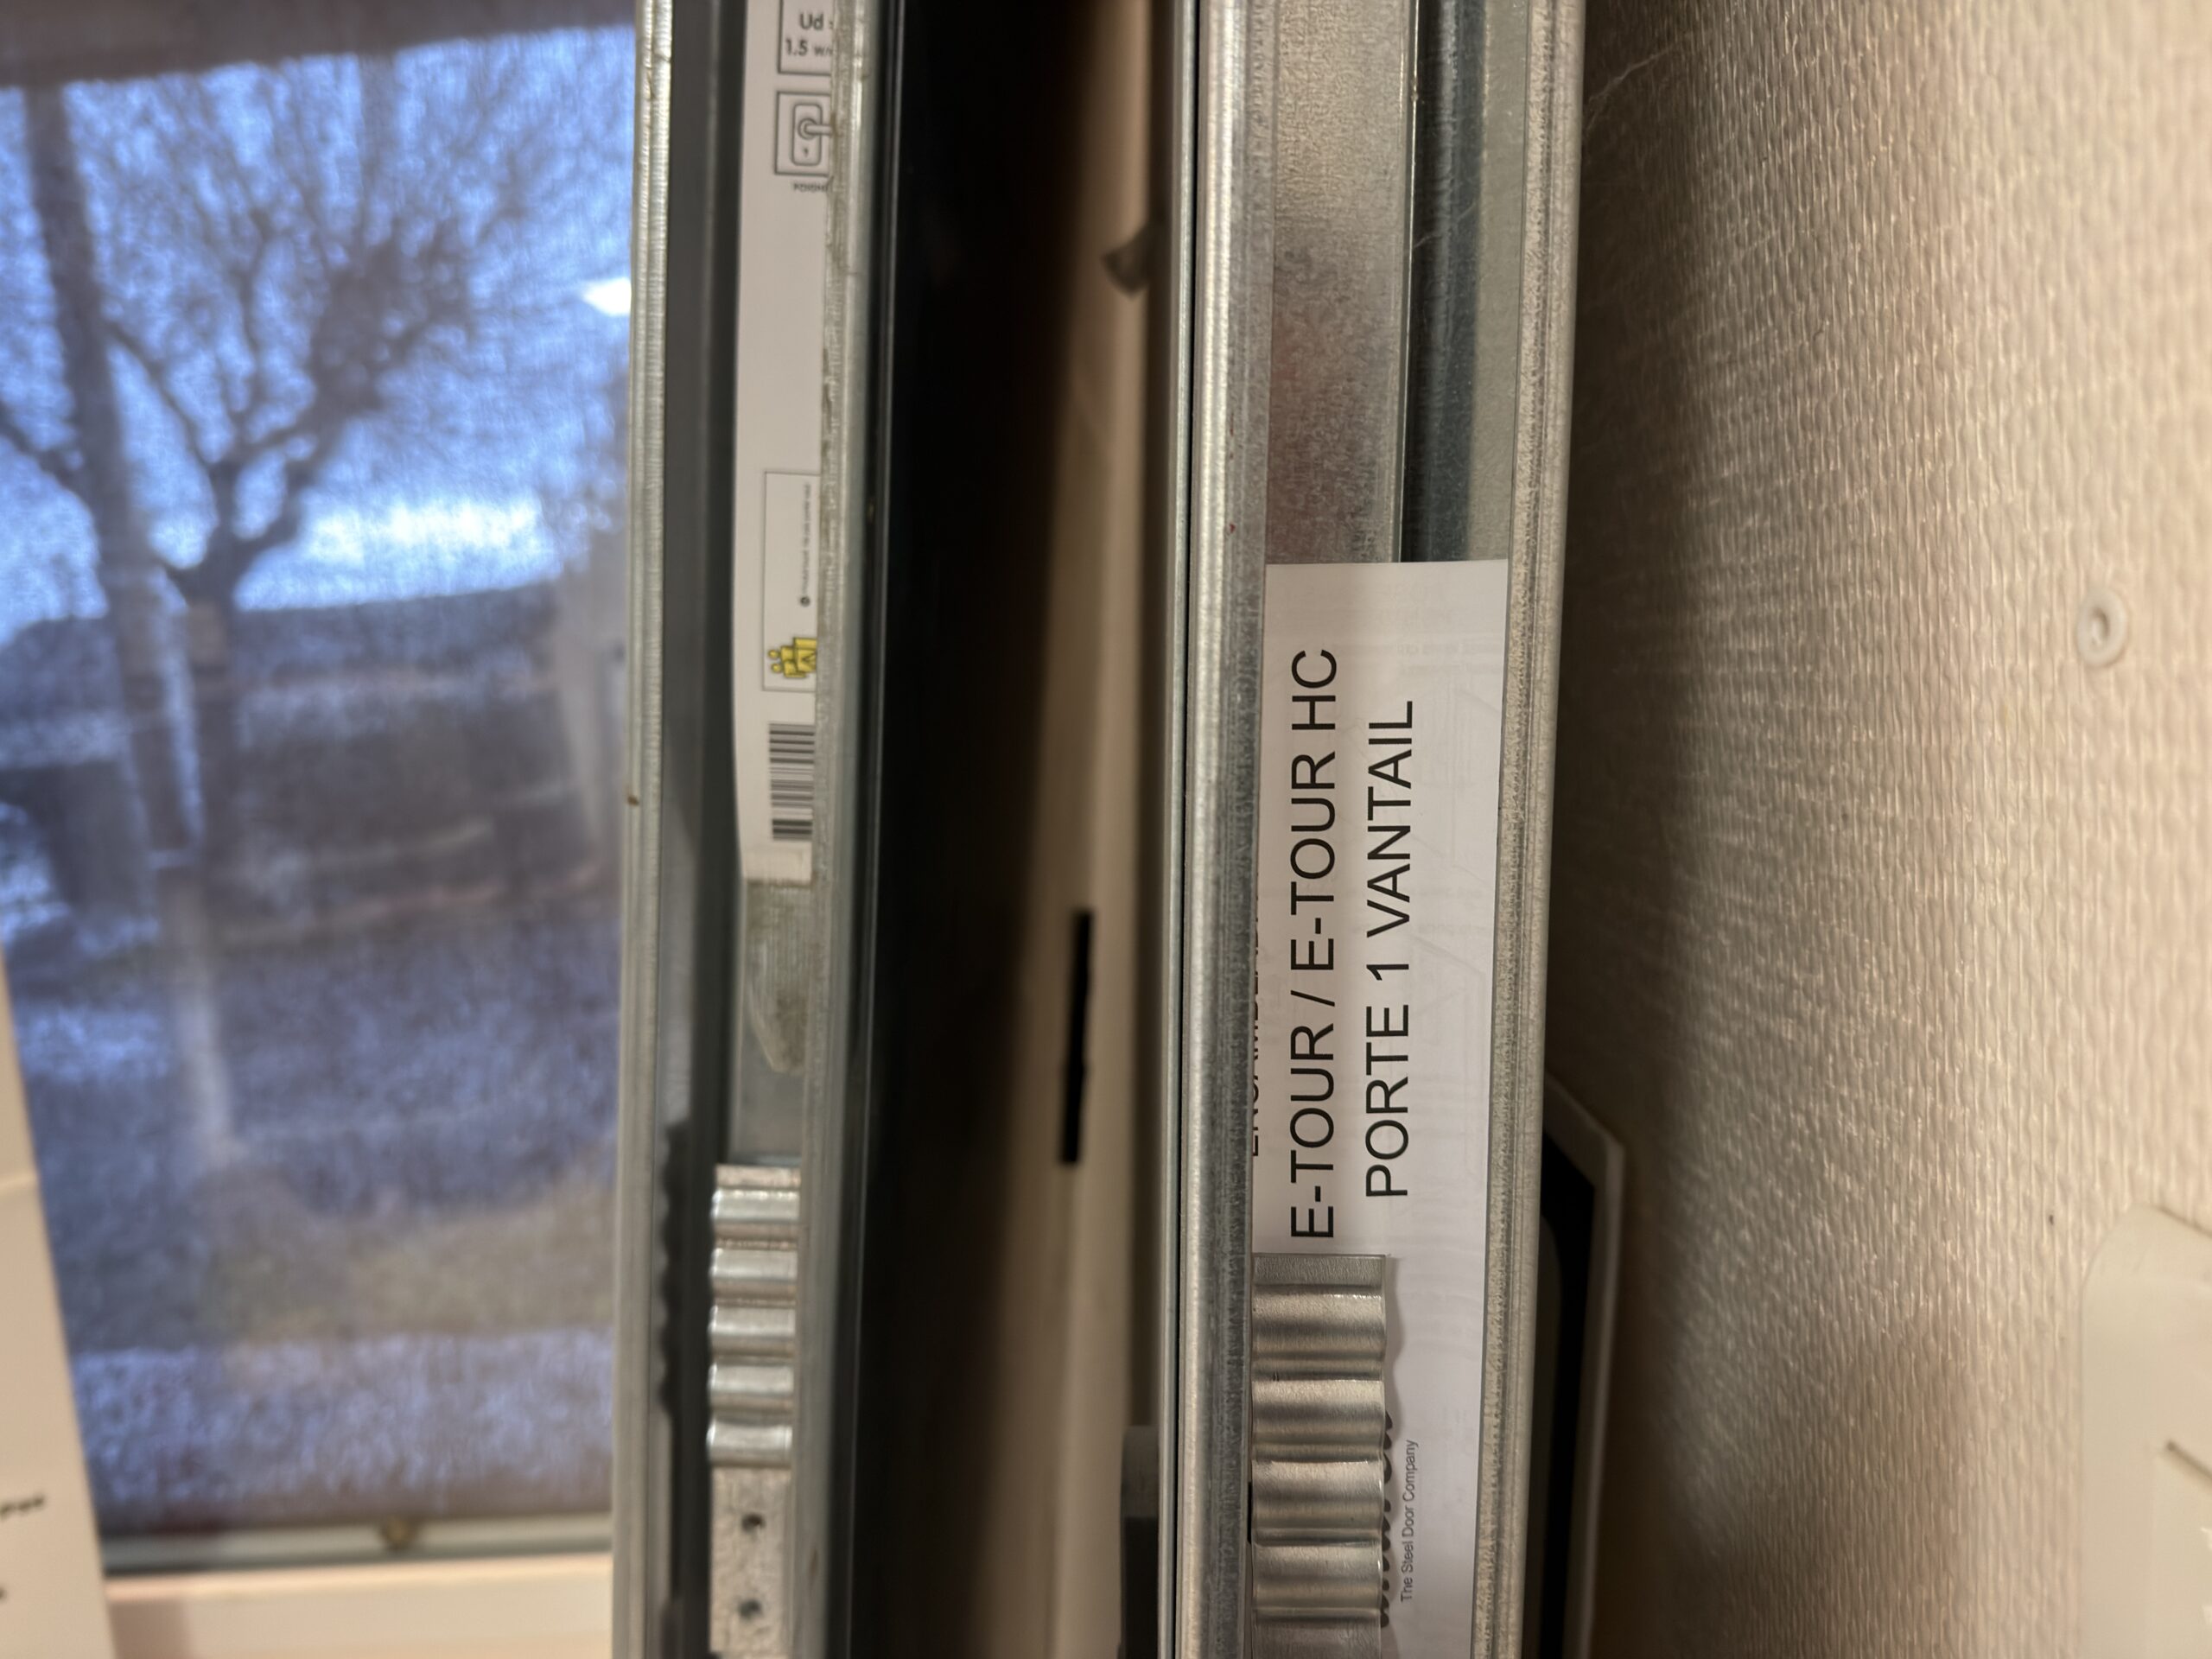 Ud
1.5
E-TOUR / E-TOUR HC
PORTE 1 VANTAIL
The Steel Door Company